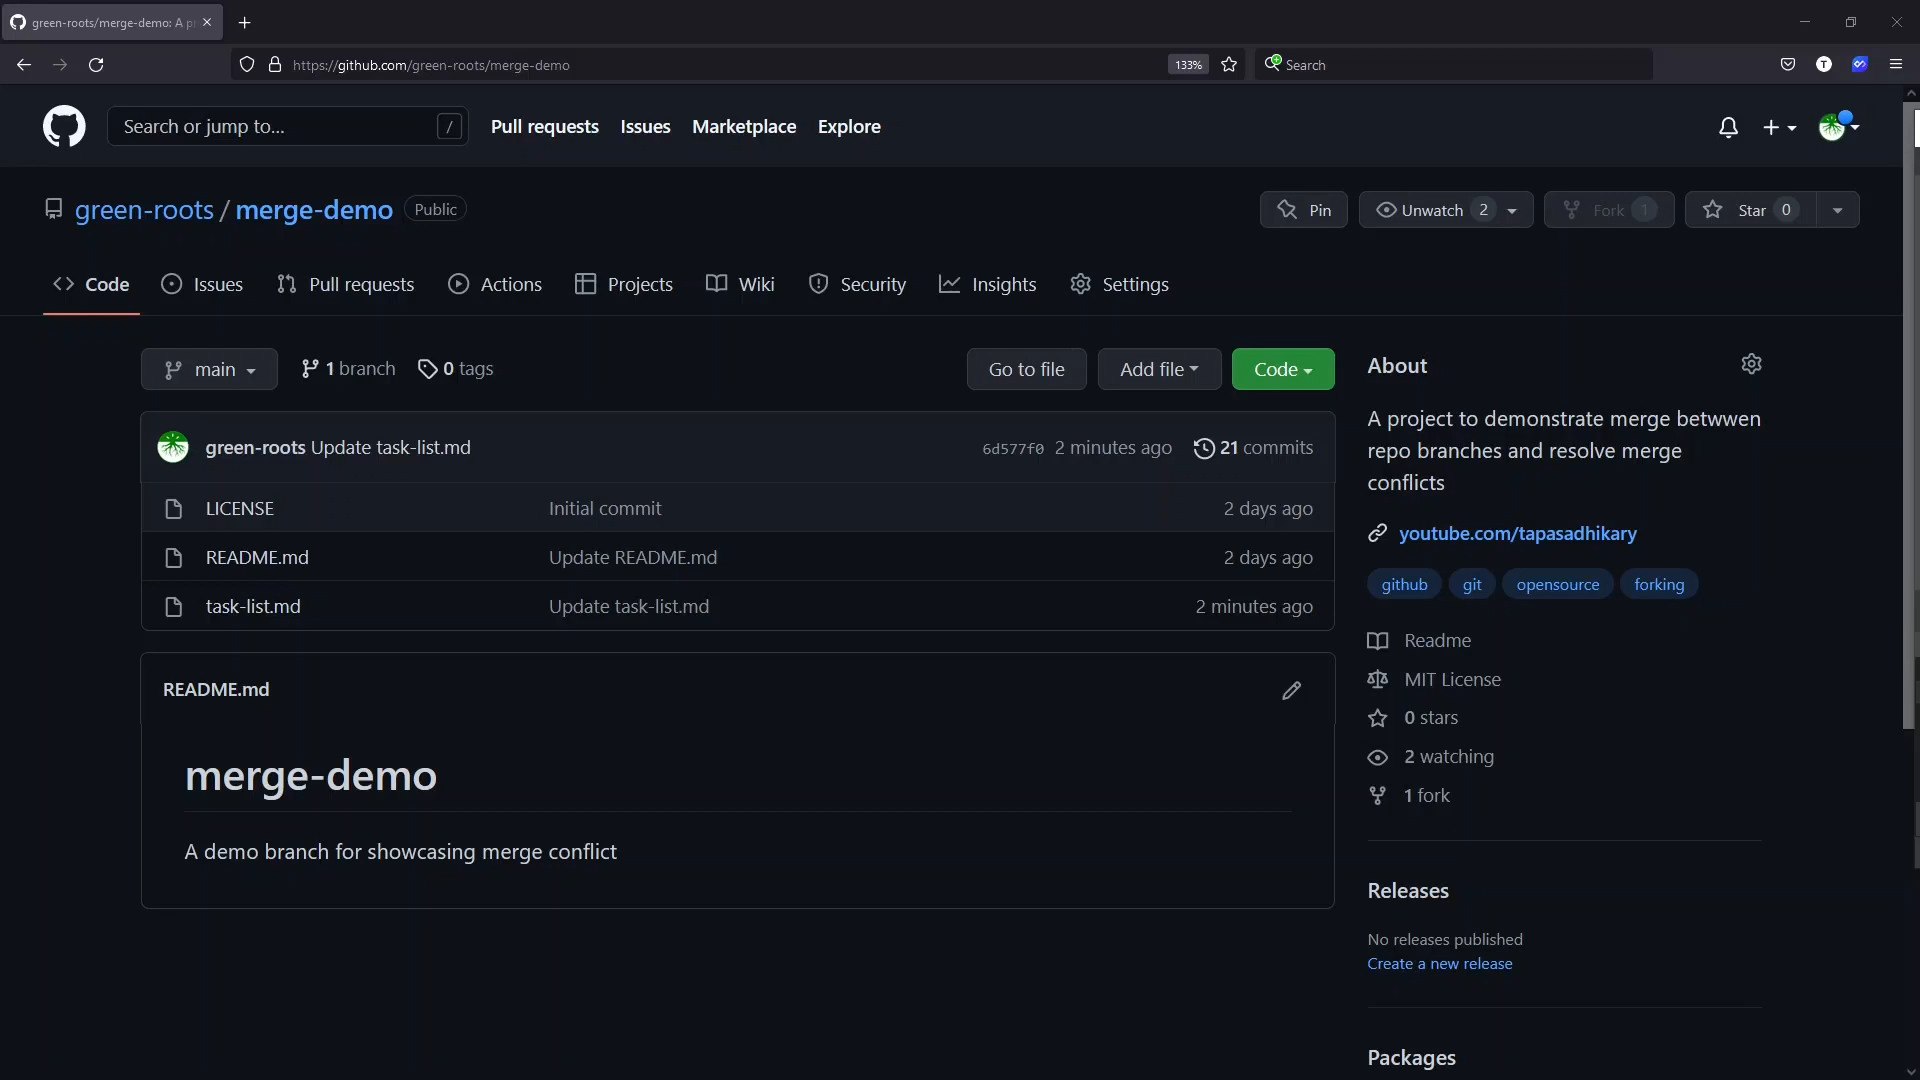 green-roots/merge-demo: A pr
https://github.com/green-roots/merge-demo
133%
Search
Search or jump to...
/
Pull requests
Issues
Marketplace
Explore
green-roots / merge-demo
Public
Pin
Unwatch 2
Fork 1
Star 0
Code
Issues
Pull requests
Actions
Projects
Wiki
Security
Insights
Settings
main
1 branch
0 tags
Go to file
Add file
Code
green-roots Update task-list.md
6d577f0 2 minutes ago
21 commits
LICENSE
Initial commit
2 days ago
README.md
Update README.md
2 days ago
task-list.md
Update task-list.md
2 minutes ago
README.md
merge-demo
A demo branch for showcasing merge conflict
About
A project to demonstrate merge betwwen
repo branches and resolve merge
conflicts
youtube.com/tapasadhikary
github
git
opensource
forking
Readme
MIT License
0 stars
2 watching
1 fork
Releases
No releases published
Create a new release
Packages